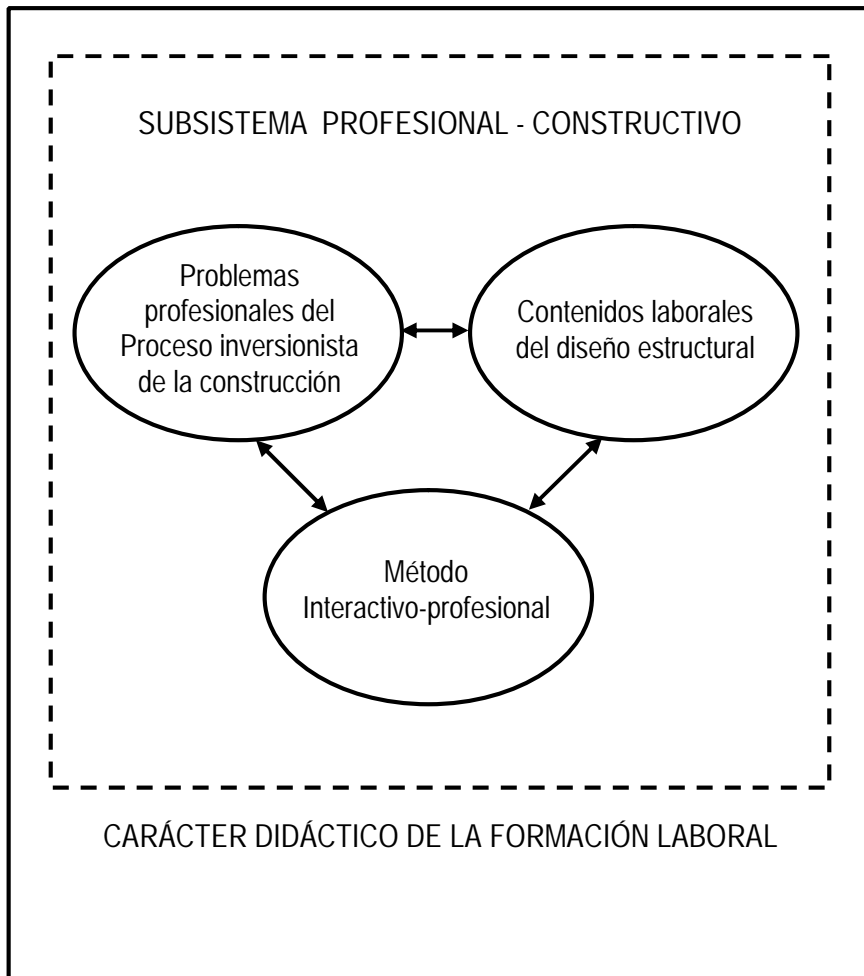 SUBSISTEMA PROFESIONAL - CONSTRUCTIVO
Problemas
profesionales del
Proceso inversionista
de la construcción
Contenidos laborales
del diseño estructural
Método
Interactivo-profesional
CARÁCTER DIDÁCTICO DE LA FORMACIÓN LABORAL